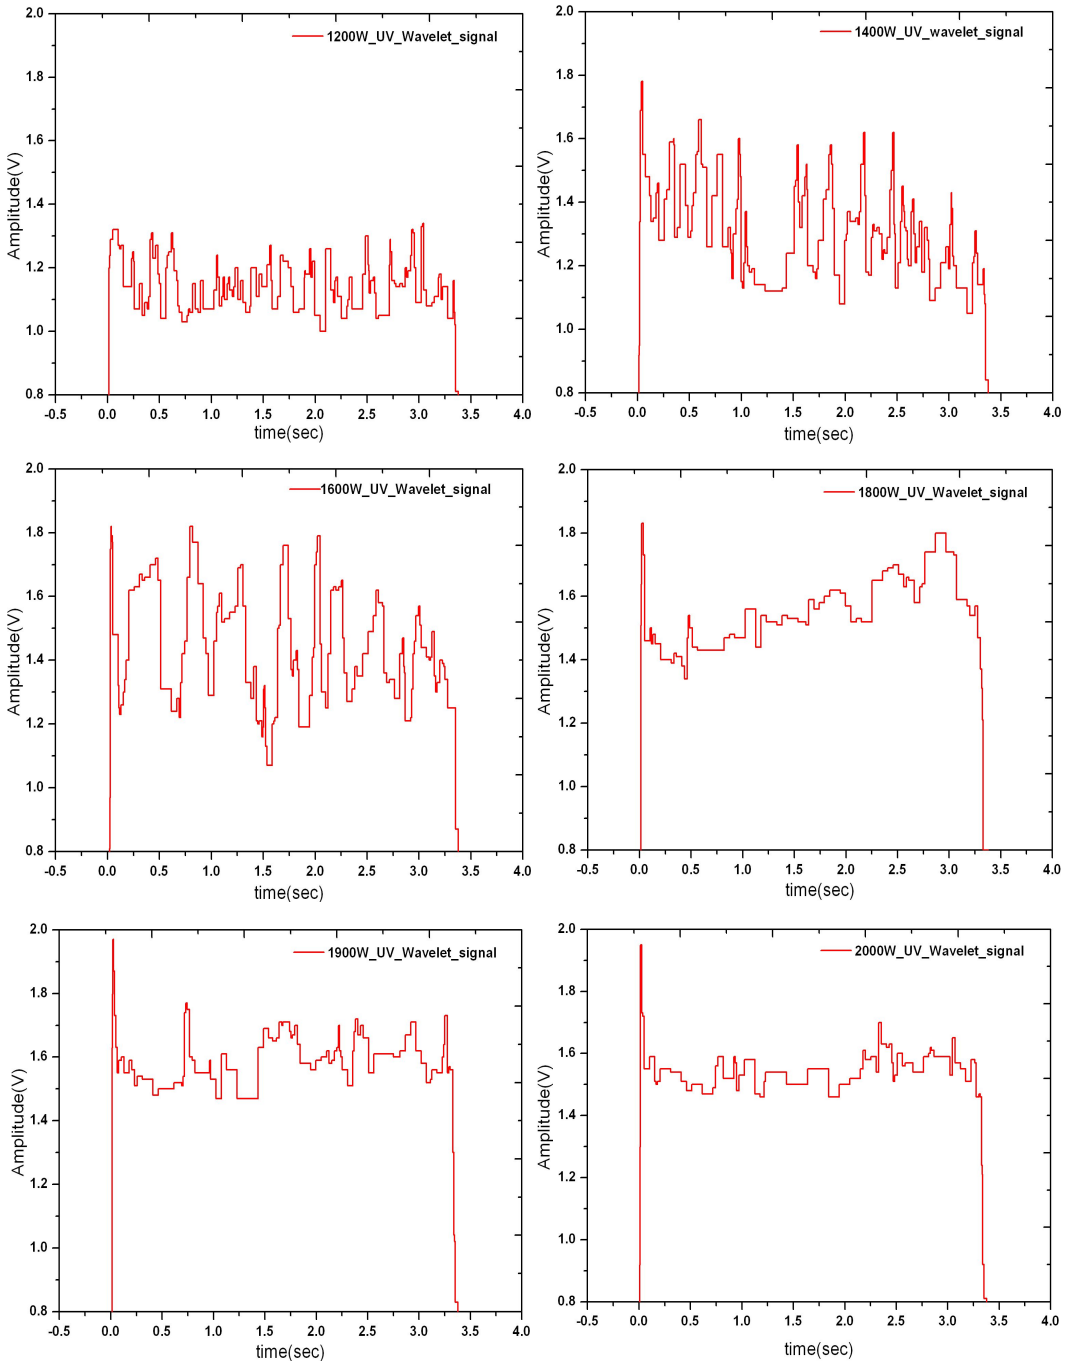 1200W_UV_Wavelet_signal
Amplitude(V)
2.0
1.8
1.6
1.4
1.2
1.0
0.8
-0.5 0.0 0.5 1.0 1.5 2.0 2.5 3.0 3.5 4.0
time(sec)
1400W_UV_wavelet_signal
Amplitude(V)
2.0
1.8
1.6
1.4
1.2
1.0
0.8
-0.5 0.0 0.5 1.0 1.5 2.0 2.5 3.0 3.5 4.0
time(sec)
1600W_UV_Wavelet_signal
Amplitude(V)
2.0
1.8
1.6
1.4
1.2
1.0
0.8
-0.5 0.0 0.5 1.0 1.5 2.0 2.5 3.0 3.5 4.0
time(sec)
1800W_UV_Wavelet_signal
Amplitude(V)
2.0
1.8
1.6
1.4
1.2
1.0
0.8
-0.5 0.0 0.5 1.0 1.5 2.0 2.5 3.0 3.5 4.0
time(sec)
1900W_UV_Wavelet_signal
Amplitude(V)
2.0
1.8
1.6
1.4
1.2
1.0
0.8
-0.5 0.0 0.5 1.0 1.5 2.0 2.5 3.0 3.5 4.0
time(sec)
2000W_UV_Wavelet_signal
Amplitude(V)
2.0
1.8
1.6
1.4
1.2
1.0
0.8
-0.5 0.0 0.5 1.0 1.5 2.0 2.5 3.0 3.5 4.0
time(sec)